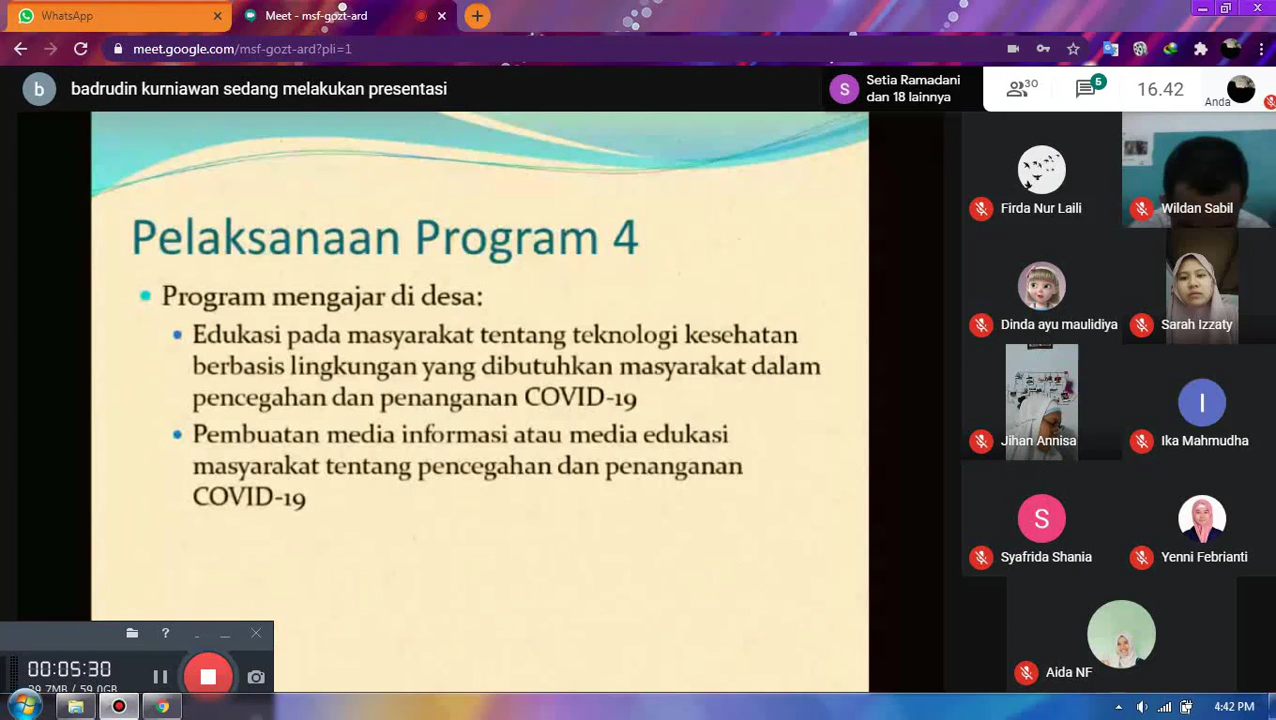 WhatsApp
Meet - msf-gozt-ard
meet.google.com/msf-gozt-ard?pli=1
badrudin kurniawan sedang melakukan presentasi
S
Setia Ramadani
dan 18 lainnya
30
5
16.42
Anda
b
Pelaksanaan Program 4
Program mengajar di desa:
Edukasi pada masyarakat tentang teknologi kesehatan
berbasis lingkungan yang dibutuhkan masyarakat dalam
pencegahan dan penanganan COVID-19
Pembuatan media informasi atau media edukasi
masyarakat tentang pencegahan dan penanganan
COVID-19
Firda Nur Laili
Wildan Sabil
Dinda ayu maulidiya
Sarah Izzaty
Jihan Annisa
I
Ika Mahmudha
S
Syafrida Shania
Yenni Febrianti
Aida NF
00:05:30
4:42 PM